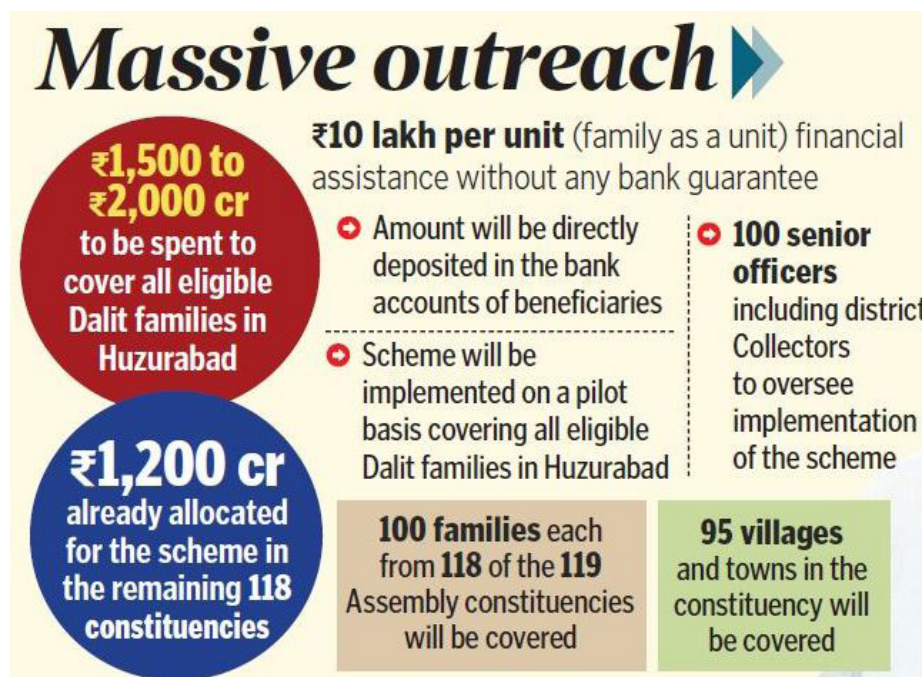 Massive outreach
₹1,500 to
₹2,000 cr
to be spent to
cover all eligible
Dalit families in
Huzurabad
₹1,200 cr
already allocated
for the scheme in
the remaining 118
constituencies
₹10 lakh per unit (family as a unit) financial
assistance without any bank guarantee
Amount will be directly
deposited in the bank
accounts of beneficiaries
Scheme will be
implemented on a pilot
basis covering all eligible
Dalit families in Huzurabad
100 senior
officers
including district
Collectors
to oversee
implementation
of the scheme
100 families each
from 118 of the 119
Assembly constituencies
will be covered
95 villages
and towns in the
constituency will
be covered